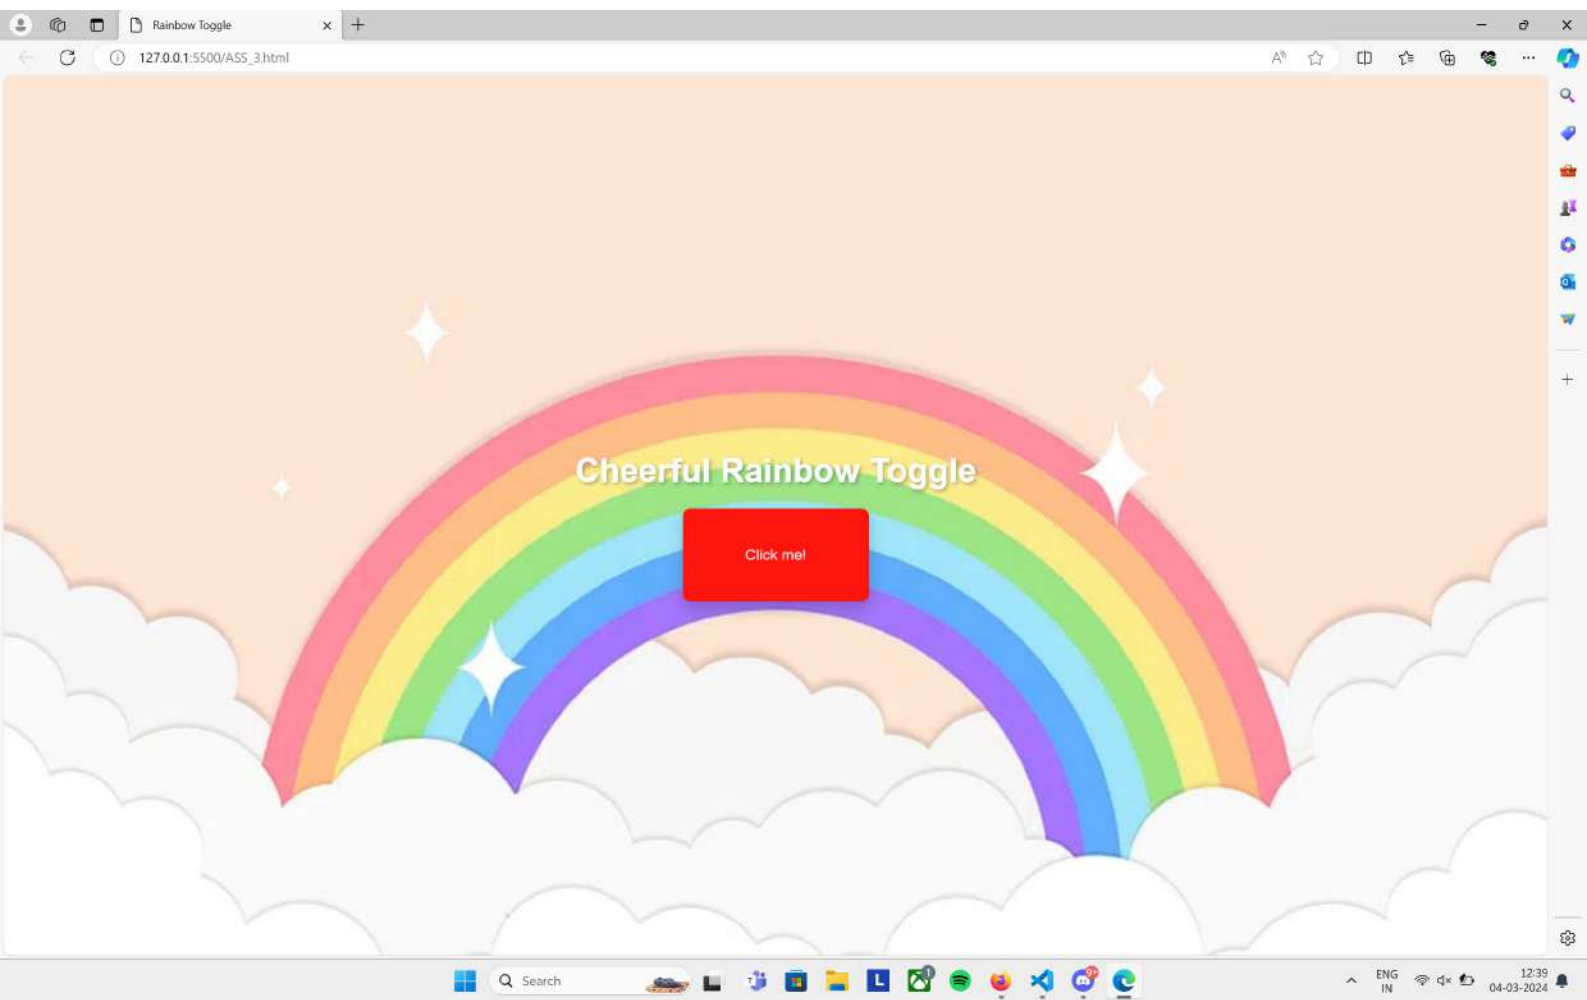 Rainbow Toggle
127.0.0.1:5500/ASS_3.html
Cheerful Rainbow Toggle
Click me!
Search
ENG
IN
12:39
04-03-2024